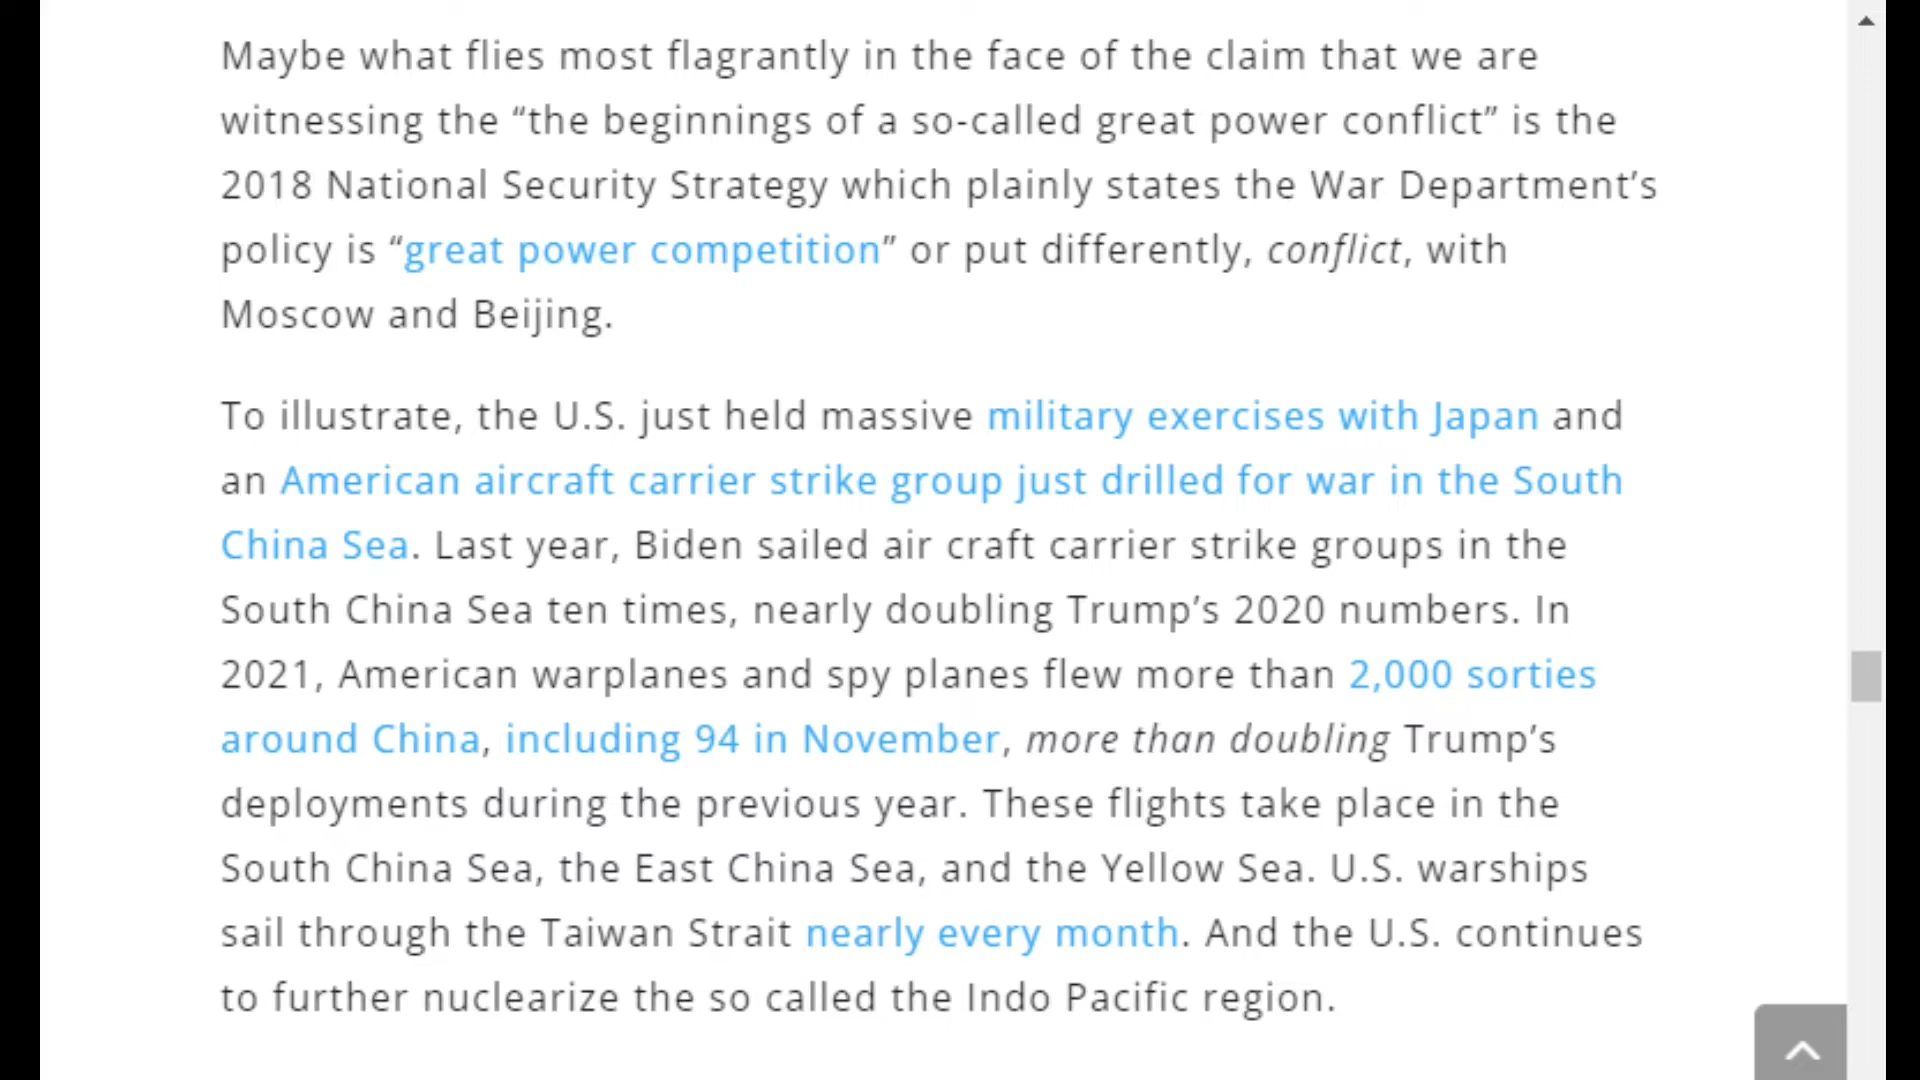 Maybe what flies most flagrantly in the face of the claim that we are
witnessing the “the beginnings of a so-called great power conflict” is the
2018 National Security Strategy which plainly states the War Department’s
policy is “great power competition” or put differently, conflict, with
Moscow and Beijing.
To illustrate, the U.S. just held massive military exercises with Japan and
an American aircraft carrier strike group just drilled for war in the South
China Sea. Last year, Biden sailed air craft carrier strike groups in the
South China Sea ten times, nearly doubling Trump’s 2020 numbers. In
2021, American warplanes and spy planes flew more than 2,000 sorties
around China, including 94 in November, more than doubling Trump’s
deployments during the previous year. These flights take place in the
South China Sea, the East China Sea, and the Yellow Sea. U.S. warships
sail through the Taiwan Strait nearly every month. And the U.S. continues
to further nuclearize the so called the Indo Pacific region.